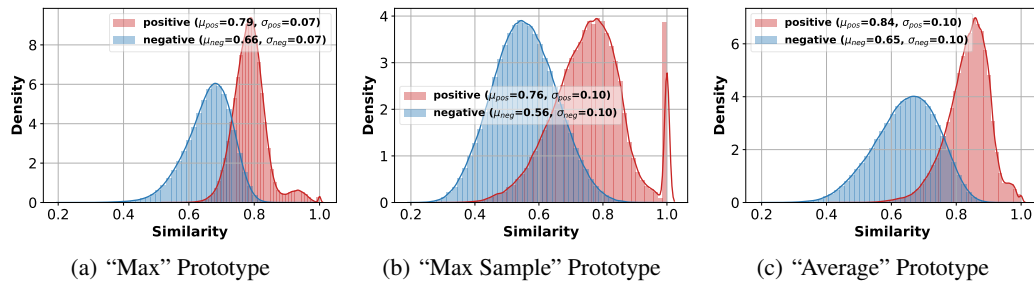 positive (μpos=0.79, σpos=0.07)
negative (μneg=0.66, σneg=0.07)
Density
8
6
4
2
0
0.2 0.4 0.6 0.8 1.0
Similarity
(a) “Max” Prototype
positive (μpos=0.76, σpos=0.10)
negative (μneg=0.56, σneg=0.10)
Density
4
3
2
1
0
0.2 0.4 0.6 0.8 1.0
Similarity
(b) “Max Sample” Prototype
positive (μpos=0.84, σpos=0.10)
negative (μneg=0.65, σneg=0.10)
Density
6
4
2
0
0.2 0.4 0.6 0.8 1.0
Similarity
(c) “Average” Prototype